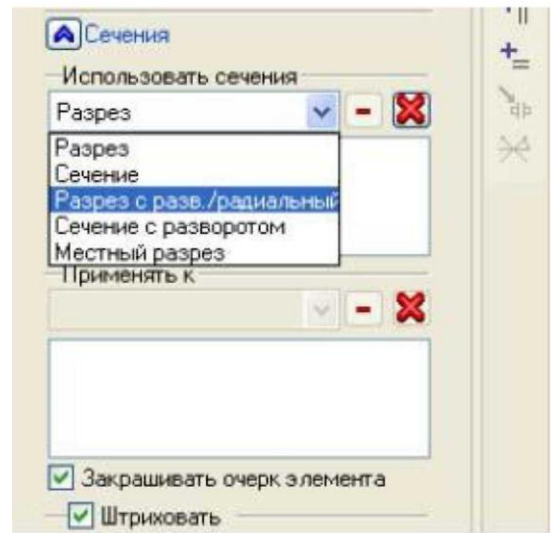 Сечения
Использовать сечения
Разрез
Разрез
Сечение
Разрез с разв./радиальный
Сечение с разворотом
Местный разрез
Применять к
Закрашивать очерк элемента
Штриховать